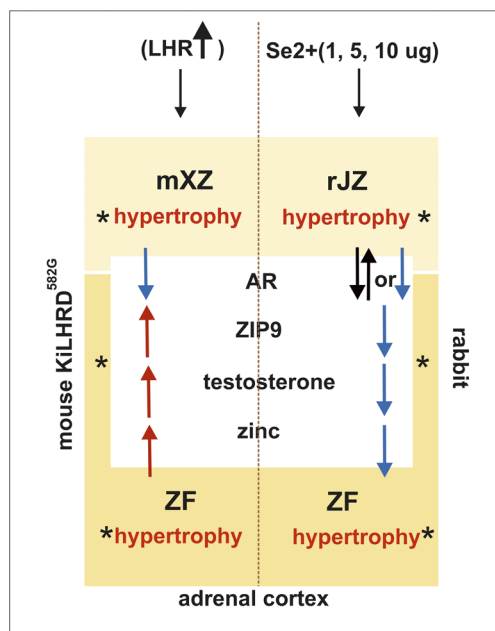 (LHR↑) Se2+(1, 5, 10 ug)
mXZ rJZ
*hypertrophy hypertrophy *
AR or
ZIP9
testosterone
zinc
* *
mouse KiLHRD582G
rabbit
ZF ZF
*hypertrophy hypertrophy*
adrenal cortex